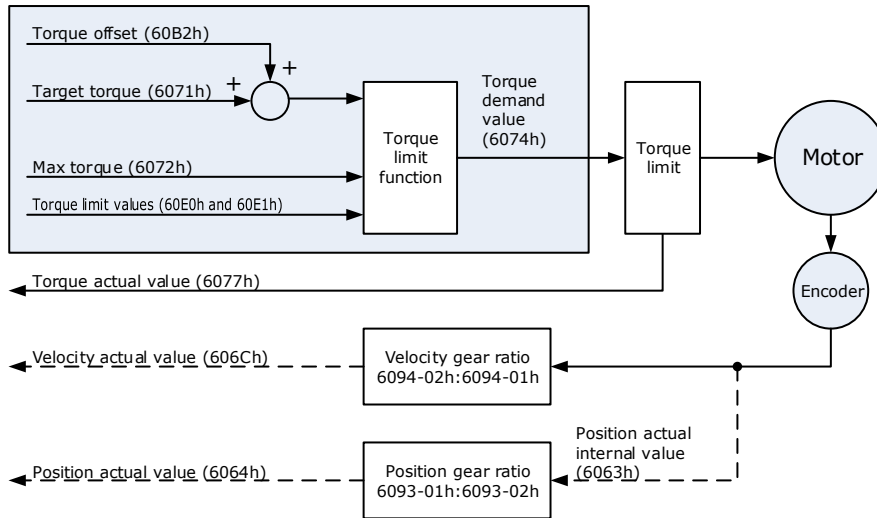 Torque offset (60B2h)
+
+
Target torque (6071h)
Max torque (6072h)
Torque limit values (60E0h and 60E1h)
Torque
limit
function
Torque
demand
value
(6074h)
Torque
limit
Motor
Encoder
Torque actual value (6077h)
Velocity actual value (606Ch)
Velocity gear ratio
6094-02h:6094-01h
Position actual
internal value
(6063h)
Position actual value (6064h)
Position gear ratio
6093-01h:6093-02h